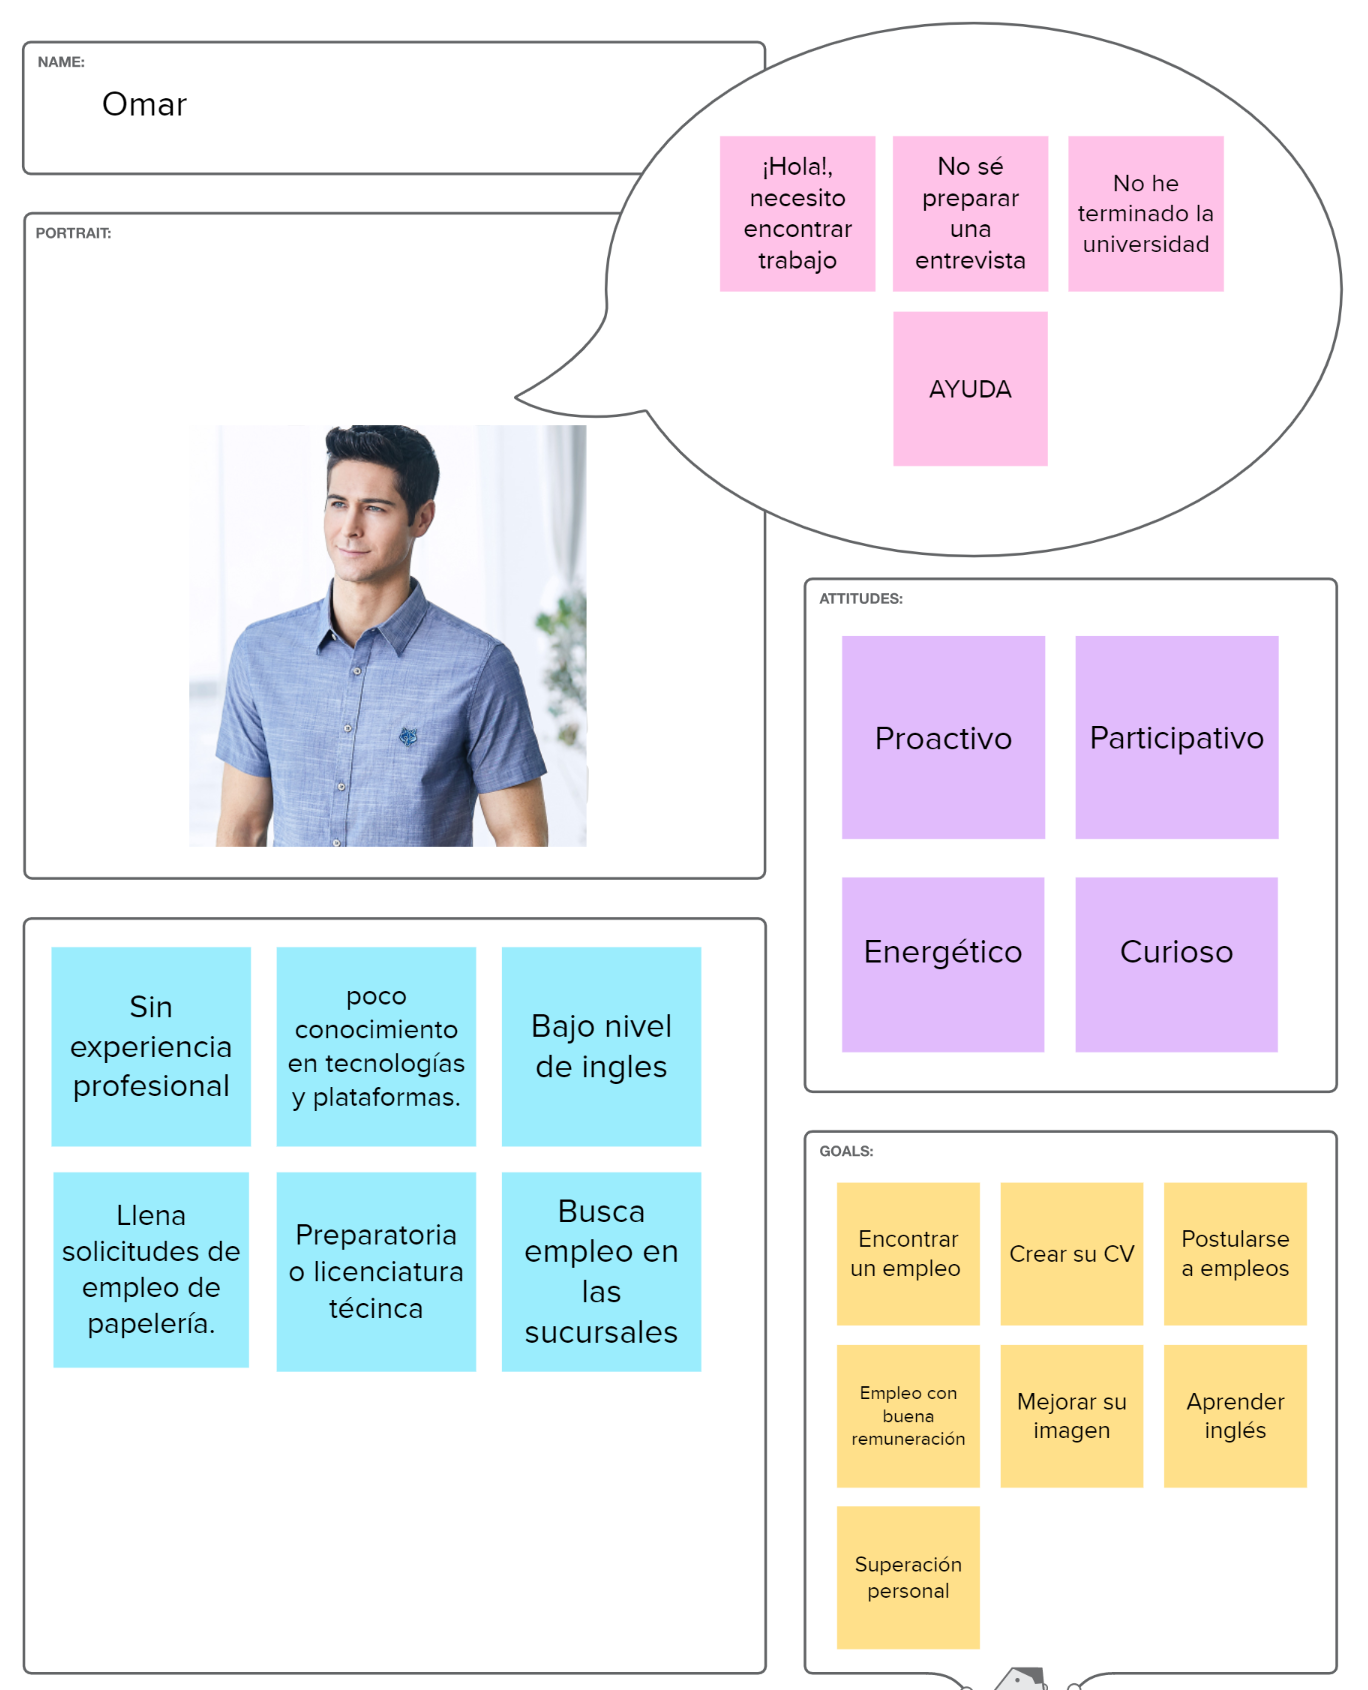 NAME:
Omar
¡Hola!,
necesito
encontrar
trabajo
No sé
preparar
una
entrevista
No he
terminado la
universidad
AYUDA
PORTRAIT:
ATTITUDES:
Proactivo
Participativo
Energético
Curioso
Sin
experiencia
profesional
poco
conocimiento
en tecnologías
y plataformas.
Bajo nivel
de ingles
Llena
solicitudes de
empleo de
papelería.
Preparatoria
o licenciatura
técinca
Busca
empleo en
las
sucursales
GOALS:
Encontrar
un empleo
Crear su CV
Postularse
a empleos
Empleo con
buena
remuneración
Mejorar su
imagen
Aprender
inglés
Superación
personal